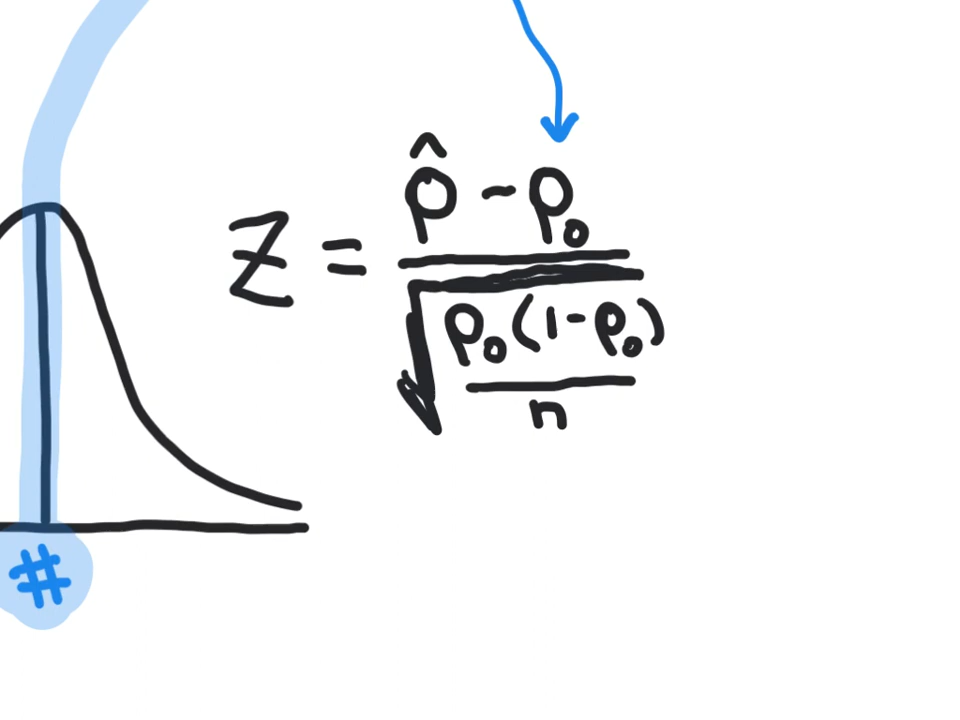 Z = p̂ - p₀
√ p₀(1-p₀)
n
#